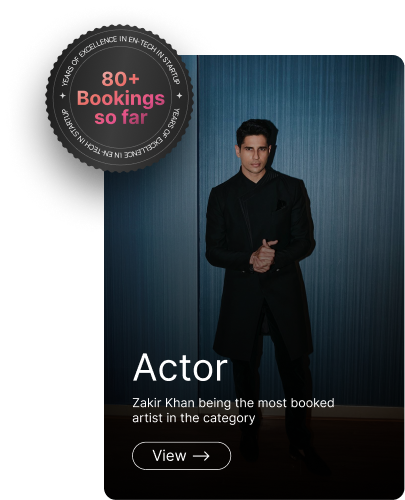 YEARS OF EXCELLENCE IN EN-TECH IN STARTUP
80+
Bookings
so far
YEARS OF EXCELLENCE IN EN-TECH IN STARTUP
Actor
Zakir Khan being the most booked
artist in the category
View →